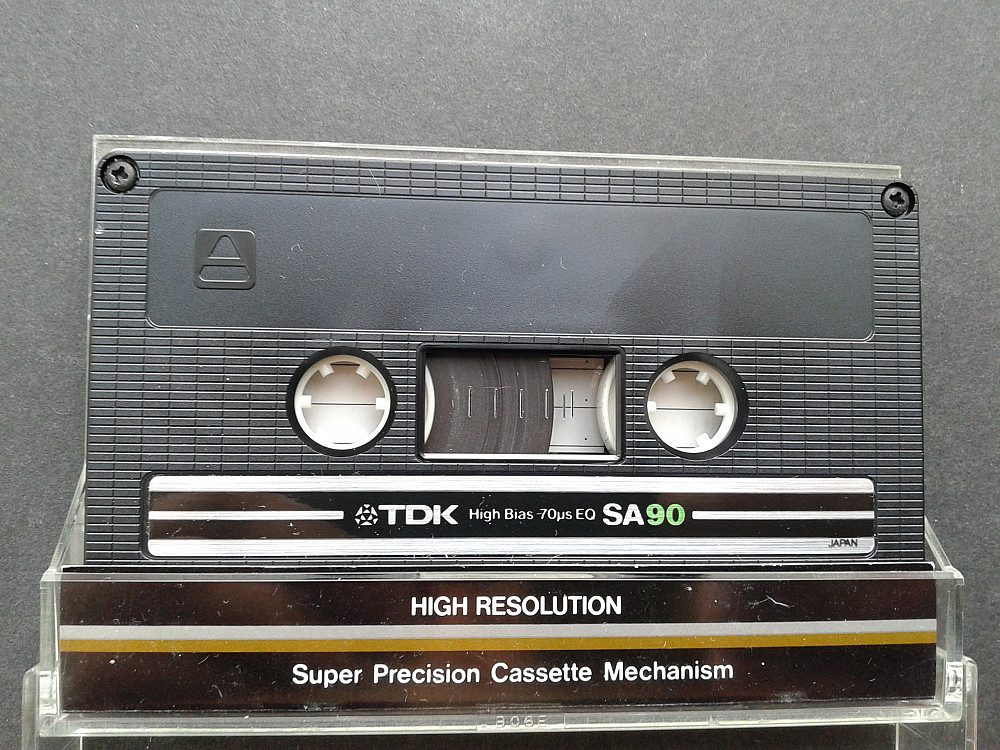 A
TDK High Bias -70µs EQ SA90
JAPAN
HIGH RESOLUTION
Super Precision Cassette Mechanism